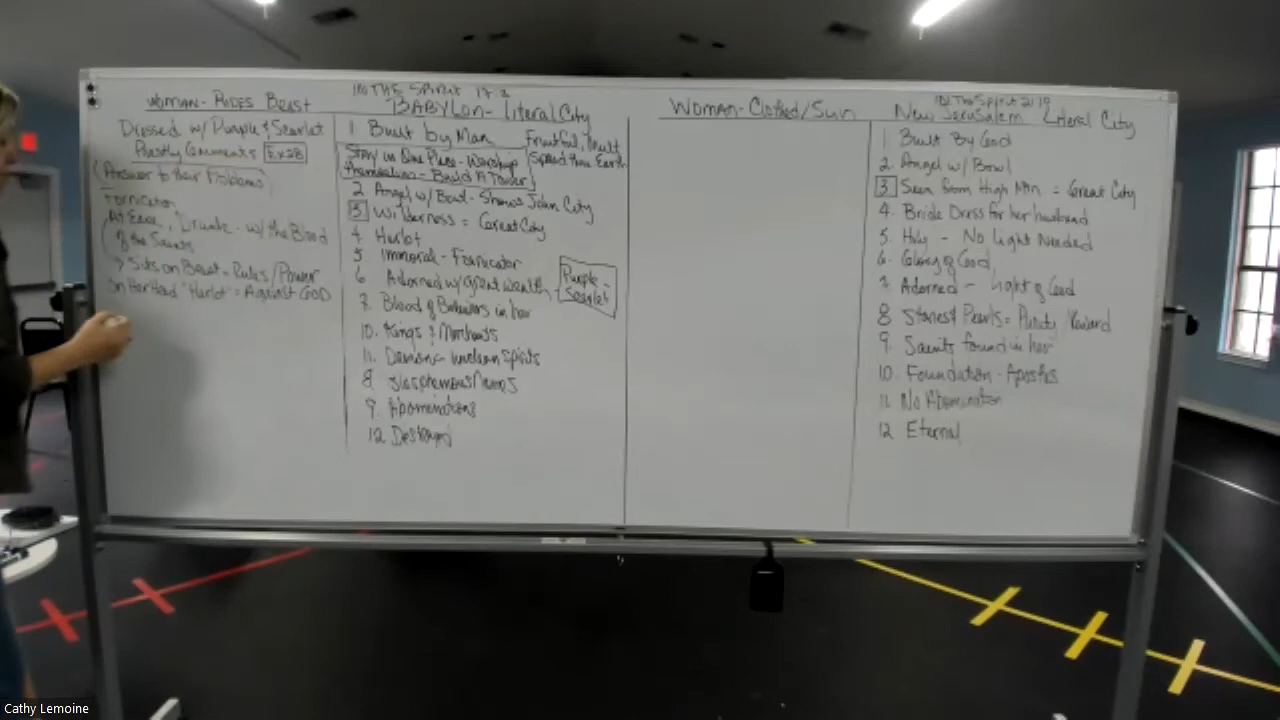 WOMAN - RIDES BEAST
Dressed w/ Purple & Scarlet
Priestly Garments Ex 28
(Answer to their Problems)
Fornication
At Ease, Drunk - w/ the Blood
of the Saints
→ Sits on Beast = Rules/Power
On Her Head "Harlot" = Against GOD
IN THE Spirit 17:3
BABYLON - Literal City
1 Built by Man
Fruitful, Mult
Spread thru Earth
Stay in One Place - Worship
themselves - Build A Tower
2 Angel w/ Bowl - Shows John City
3 Wilderness = Great City
4 Harlot
5 Immoral - Fornicator
6 Adorned w/ great wealth
Purple -
Scarlet
7. Blood of Believers in her
10. Kings & Merchants
11. Demons - unclean spirits
8 Blasphemous Names
9. Abominations
12 Destroyed
Woman - Clothed/Sun
IN The Spirit 21:10
New Jerusalem Literal City
1 Built By God
2 Angel w/ Bowl
3 Seen from High Mtn = Great City
4. Bride Dress for her husband
5. Holy - No Light Needed
6. Glory of God
7 Adorned - Light of God
8 Stones & Pearls = Purity / Reward
9. Saints found in her
10. Foundation - Apostles
11 No Abomination
12 Eternal
Cathy Lemoine